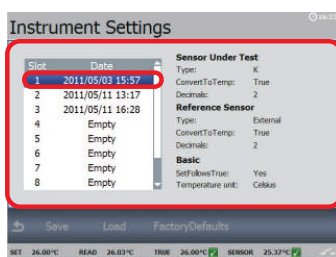 16:33
Instrument Settings
Slot Date
1 2011/05/03 15:57
2 2011/05/11 13:17
3 2011/05/11 16:28
4 Empty
5 Empty
6 Empty
7 Empty
8 Empty
Sensor Under Test
Type: K
ConvertToTemp: True
Decimals: 2
Reference Sensor
Type: External
ConvertToTemp: True
Decimals: 2
Basic
SetFollowsTrue: Yes
Temperature unit: Celsius
Save Load FactoryDefaults
SET 26.00°C READ 26.03°C TRUE 26.00°C SENSOR 25.37°C